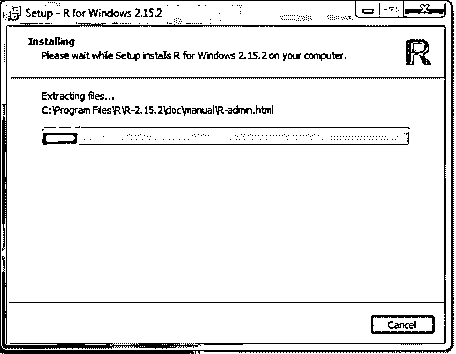 Setup - R for Windows 2.15.2
Installing
Please wait while Setup installs R for Windows 2.15.2 on your computer.
R
Extracting files...
C:\Program Files\R\R-2.15.2\doc\manual\R-admin.html
Cancel